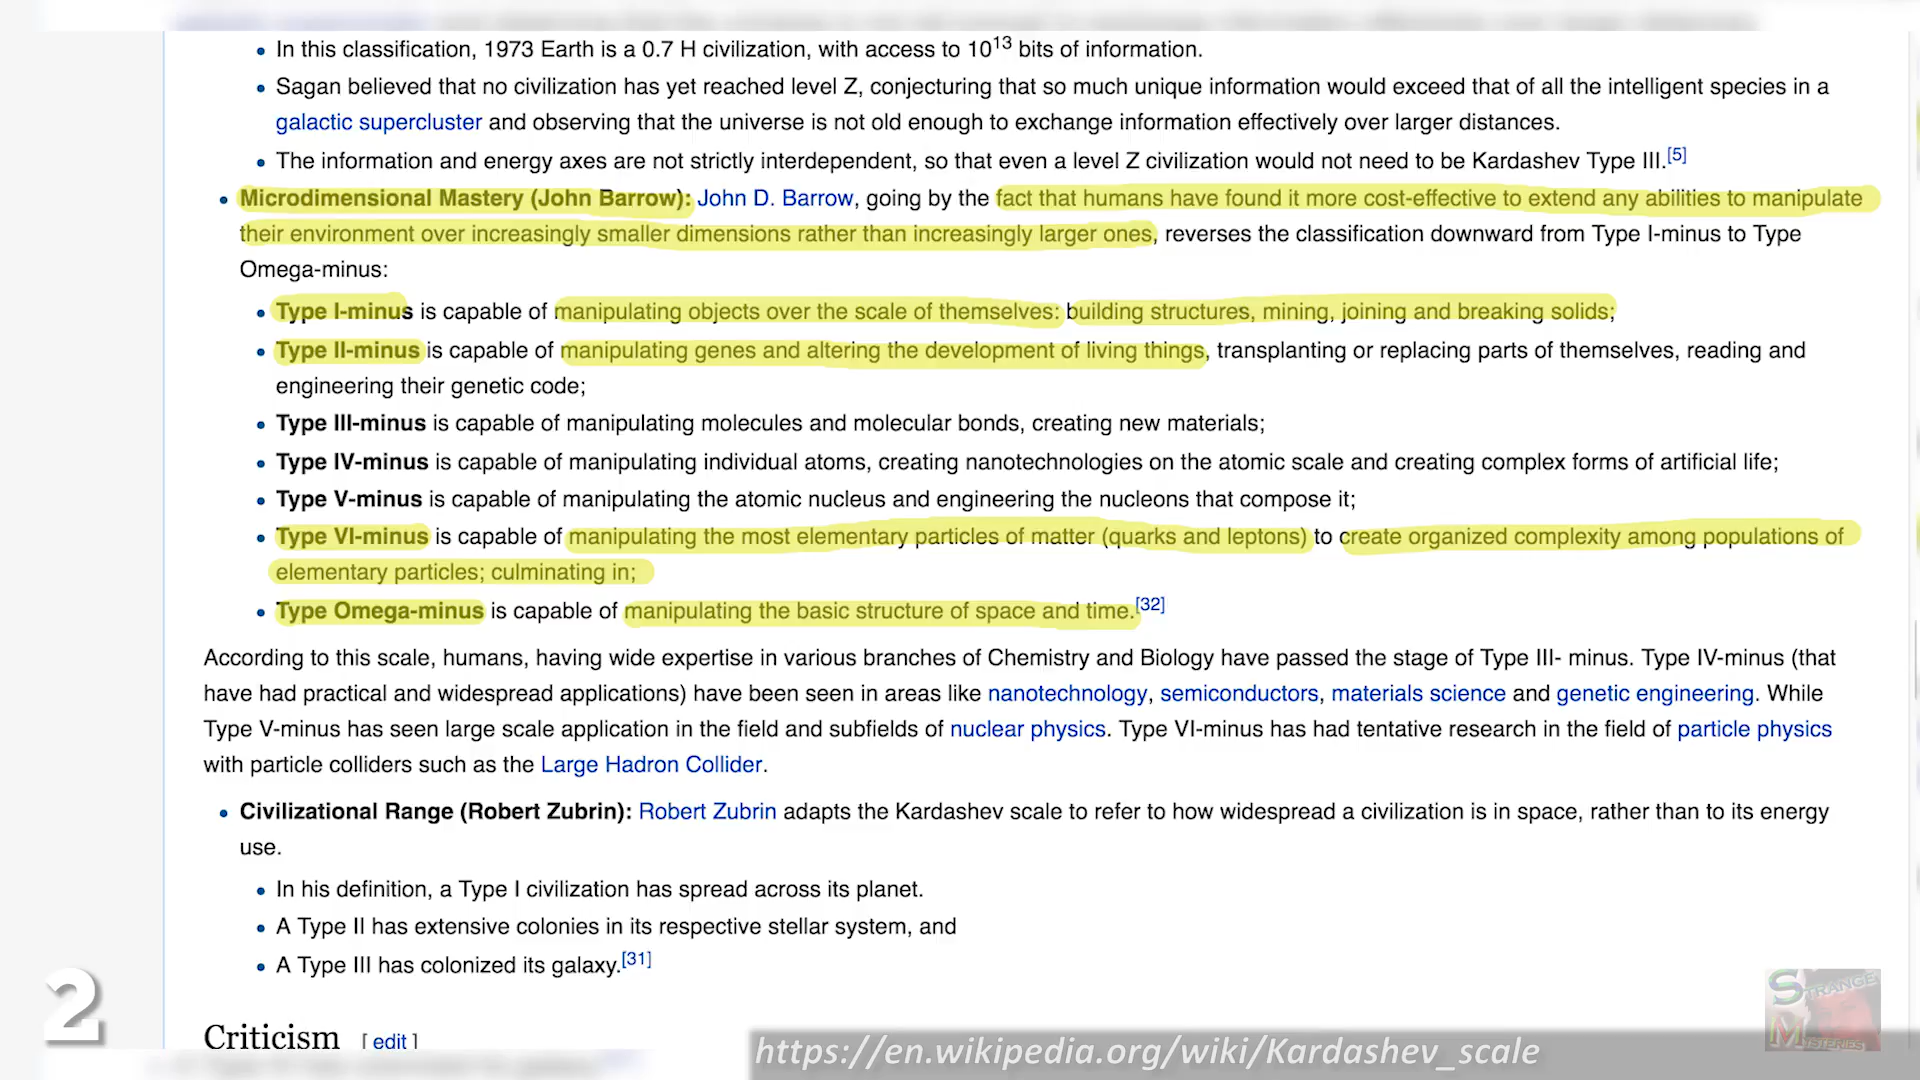 In this classification, 1973 Earth is a 0.7 H civilization, with access to 10¹³ bits of information.
Sagan believed that no civilization has yet reached level Z, conjecturing that so much unique information would exceed that of all the intelligent species in a
galactic supercluster and observing that the universe is not old enough to exchange information effectively over larger distances.
The information and energy axes are not strictly interdependent, so that even a level Z civilization would not need to be Kardashev Type III.[5]
Microdimensional Mastery (John Barrow): John D. Barrow, going by the fact that humans have found it more cost-effective to extend any abilities to manipulate
their environment over increasingly smaller dimensions rather than increasingly larger ones, reverses the classification downward from Type I-minus to Type
Omega-minus:
Type I-minus is capable of manipulating objects over the scale of themselves: building structures, mining, joining and breaking solids;
Type II-minus is capable of manipulating genes and altering the development of living things, transplanting or replacing parts of themselves, reading and
engineering their genetic code;
Type III-minus is capable of manipulating molecules and molecular bonds, creating new materials;
Type IV-minus is capable of manipulating individual atoms, creating nanotechnologies on the atomic scale and creating complex forms of artificial life;
Type V-minus is capable of manipulating the atomic nucleus and engineering the nucleons that compose it;
Type VI-minus is capable of manipulating the most elementary particles of matter (quarks and leptons) to create organized complexity among populations of
elementary particles; culminating in;
Type Omega-minus is capable of manipulating the basic structure of space and time.[32]
According to this scale, humans, having wide expertise in various branches of Chemistry and Biology have passed the stage of Type III- minus. Type IV-minus (that
have had practical and widespread applications) have been seen in areas like nanotechnology, semiconductors, materials science and genetic engineering. While
Type V-minus has seen large scale application in the field and subfields of nuclear physics. Type VI-minus has had tentative research in the field of particle physics
with particle colliders such as the Large Hadron Collider.
Civilizational Range (Robert Zubrin): Robert Zubrin adapts the Kardashev scale to refer to how widespread a civilization is in space, rather than to its energy
use.
In his definition, a Type I civilization has spread across its planet.
A Type II has extensive colonies in its respective stellar system, and
A Type III has colonized its galaxy.[31]
Criticism [ edit ]
2
https://en.wikipedia.org/wiki/Kardashev_scale
STRANGE
MYSTERIES